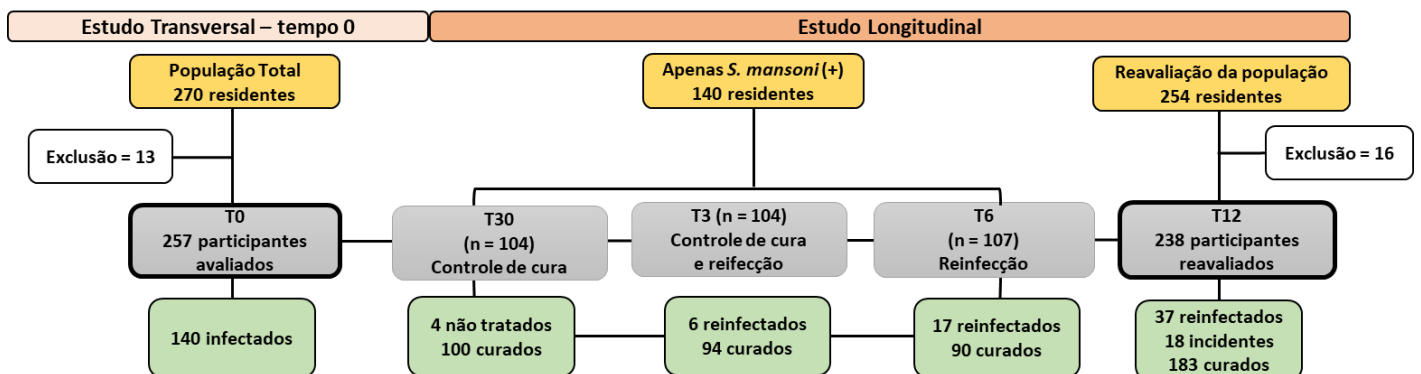 Estudo Transversal – tempo 0
Estudo Longitudinal
População Total
270 residentes
Apenas S. mansoni (+)
140 residentes
Reavaliação da população
254 residentes
Exclusão = 13
Exclusão = 16
T0
257 participantes
avaliados
T30
(n = 104)
Controle de cura
T3 (n = 104)
Controle de cura
e reifecção
T6
(n = 107)
Reinfecção
T12
238 participantes
reavaliados
140 infectados
4 não tratados
100 curados
6 reinfectados
94 curados
17 reinfectados
90 curados
37 reinfectados
18 incidentes
183 curados